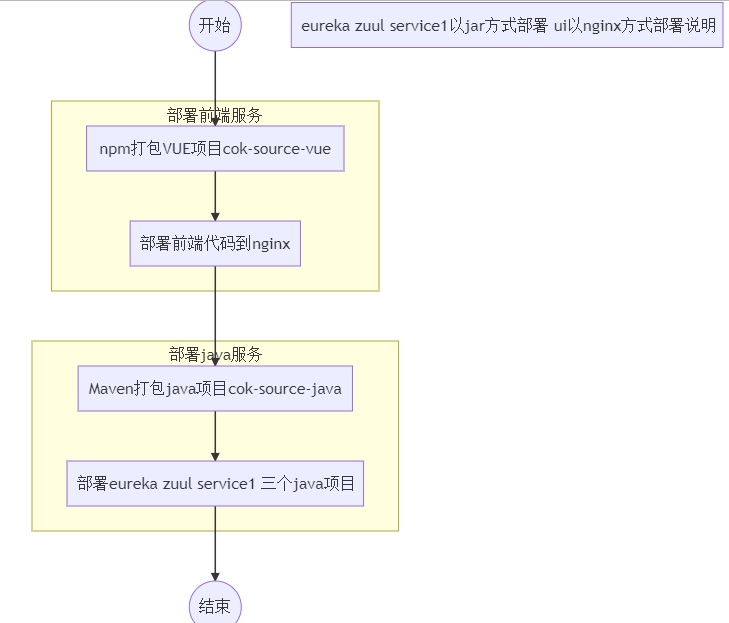 开始
eureka zuul service1以jar方式部署 ui以nginx方式部署说明
部署前端服务
npm打包VUE项目cok-source-vue
部署前端代码到nginx
部署java服务
Maven打包java项目cok-source-java
部署eureka zuul service1 三个java项目
结束